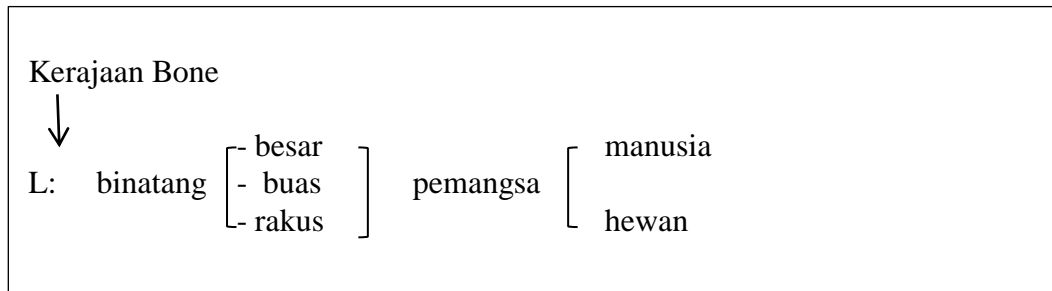 Kerajaan Bone
- besar manusia
L: binatang - buas pemangsa
- rakus hewan